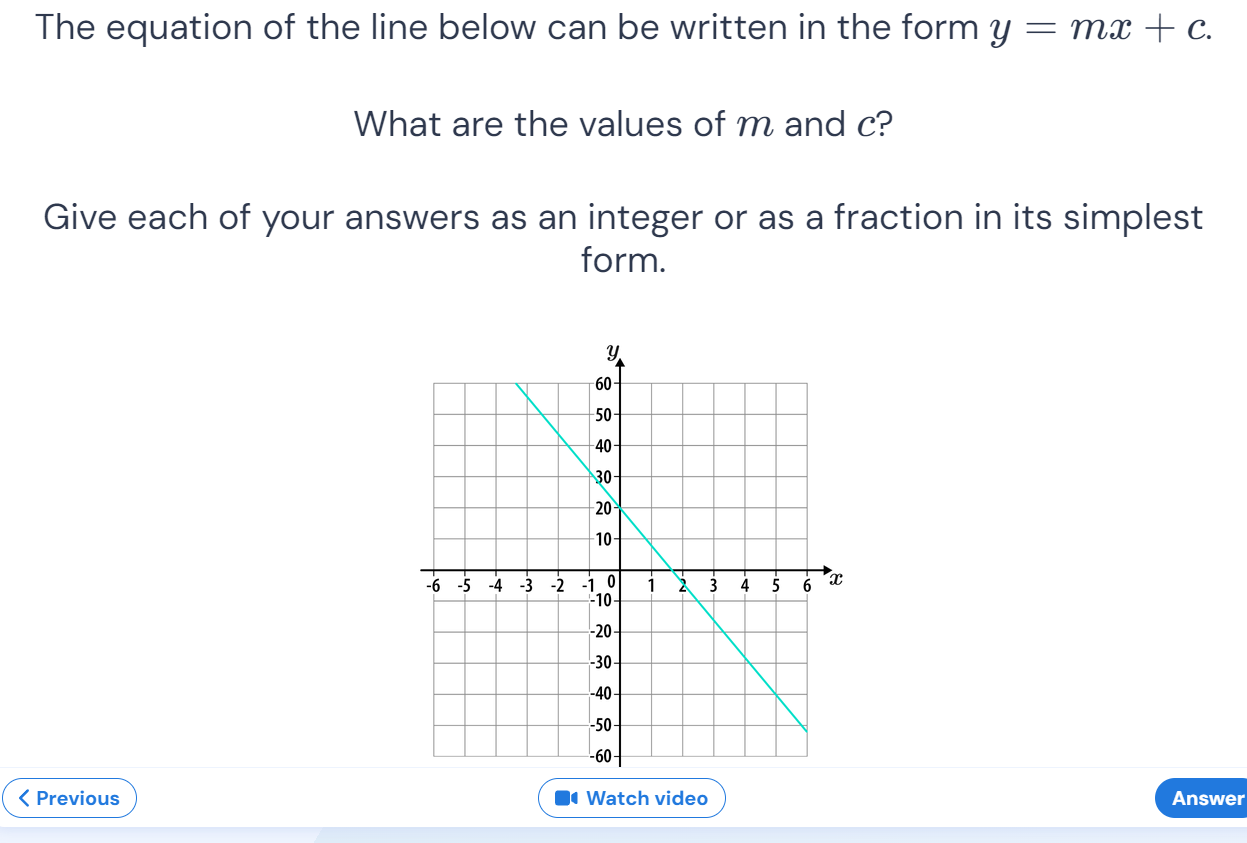 The equation of the line below can be written in the form y = mx + c.
What are the values of m and c?
Give each of your answers as an integer or as a fraction in its simplest
form.
y
60
50
40
30
20
10
-6 -5 -4 -3 -2 -1 0 1 2 3 4 5 6 x
-10
-20
-30
-40
-50
-60
Previous Watch video Answer